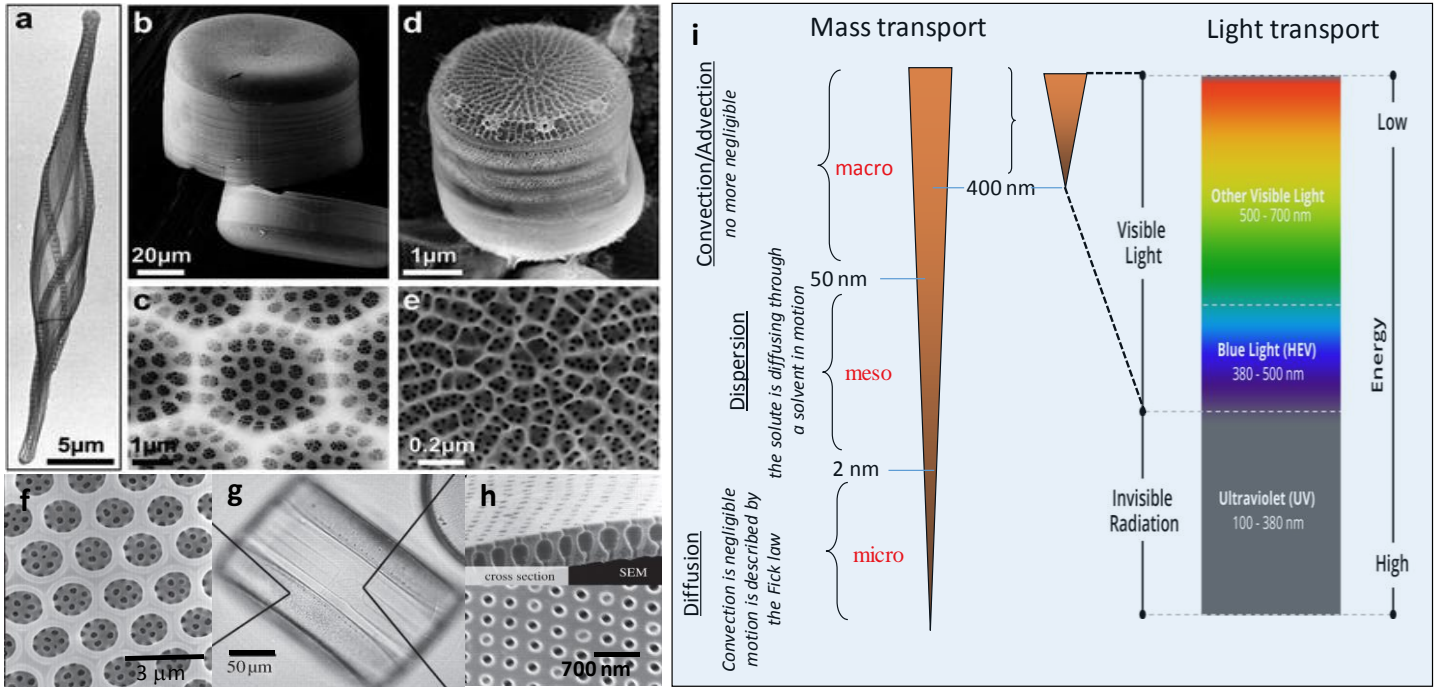 a
b
20µm
d
1µm
c
1µm
e
0.2µm
5µm
f
3 µm
g
50µm
h
cross section
SEM
700 nm
i
Mass transport
Light transport
Convection/Advection
no more negligible
macro
400 nm
50 nm
Dispersion
the solute is diffusing through
a solvent in motion
meso
2 nm
Diffusion
Convection is negligible
motion is described by
the Fick law
micro
Visible
Light
Invisible
Radiation
Other Visible Light
500 - 700 nm
Blue Light (HEV)
380 - 500 nm
Ultraviolet (UV)
100 - 380 nm
Low
Energy
High